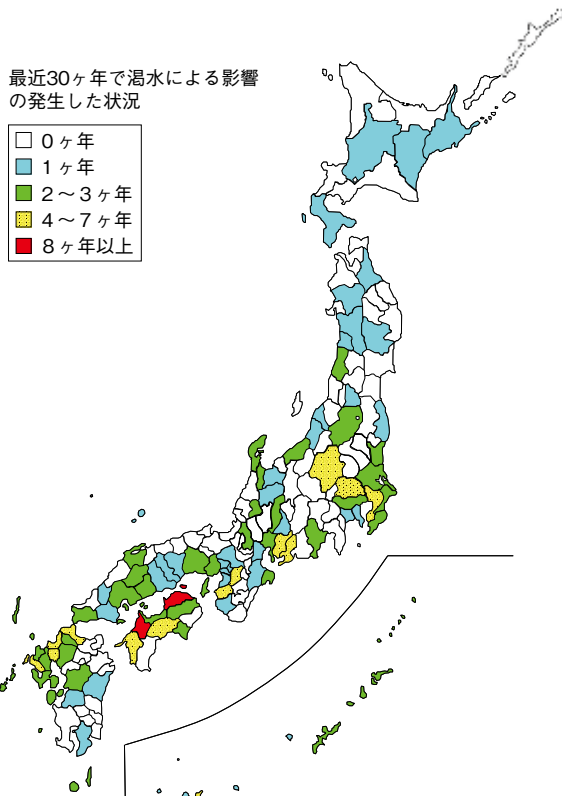 最近30ヶ年で渇水による影響
の発生した状況
０ヶ年
１ヶ年
２～３ヶ年
４～７ヶ年
８ヶ年以上